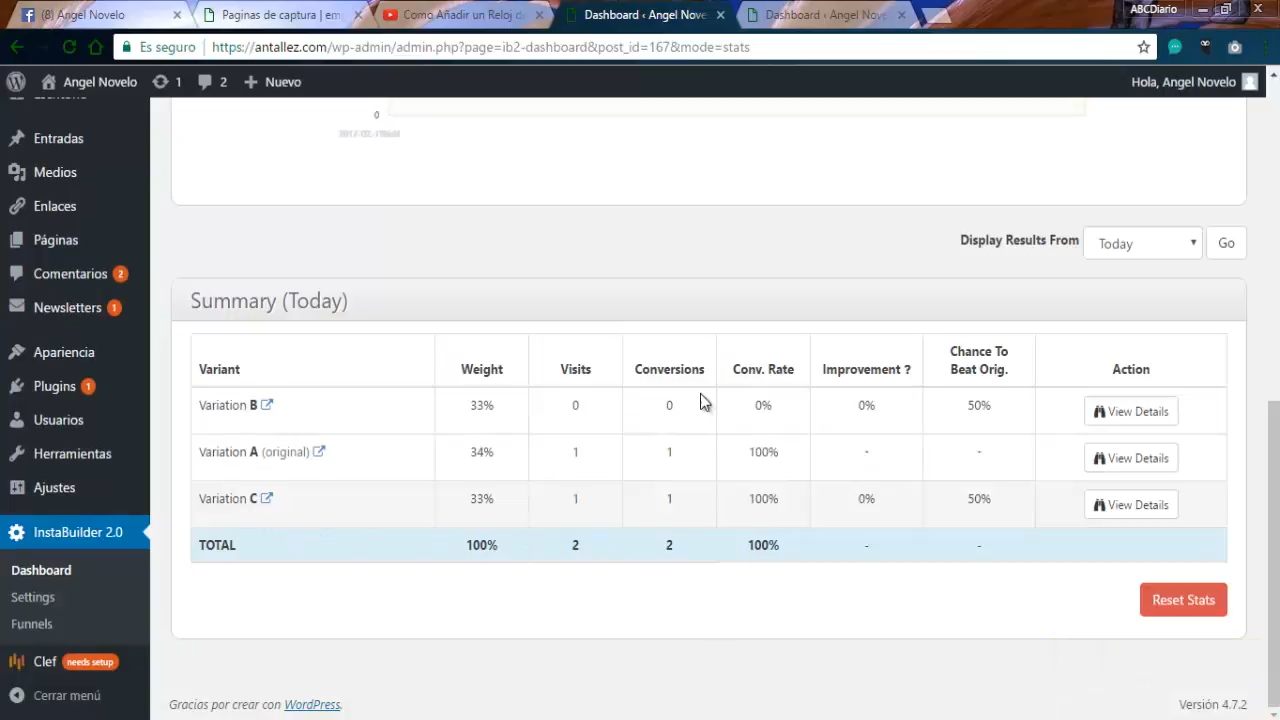 (8) Angel Novelo
Paginas de captura | em
Como Añadir un Reloj de
Dashboard ‹ Angel Nove
Dashboard ‹ Angel Nove
ABCDiario
Es seguro
https://antallez.com/wp-admin/admin.php?page=ib2-dashboard&post_id=167&mode=stats
Angel Novelo
1
2
Nuevo
Hola, Angel Novelo
Entradas
Medios
Enlaces
Páginas
Comentarios 2
Newsletters 1
Apariencia
Plugins 1
Usuarios
Herramientas
Ajustes
InstaBuilder 2.0
Dashboard
Settings
Funnels
Clef needs setup
Cerrar menú
0
Display Results From
Today
Go
Summary (Today)
Variant Weight Visits Conversions Conv. Rate Improvement ? Chance To Beat Orig. Action
Variation B 33% 0 0 0% 0% 50% View Details
Variation A (original) 34% 1 1 100% - - View Details
Variation C 33% 1 1 100% 0% 50% View Details
TOTAL 100% 2 2 100% - -
Reset Stats
Gracias por crear con WordPress.
Versión 4.7.2